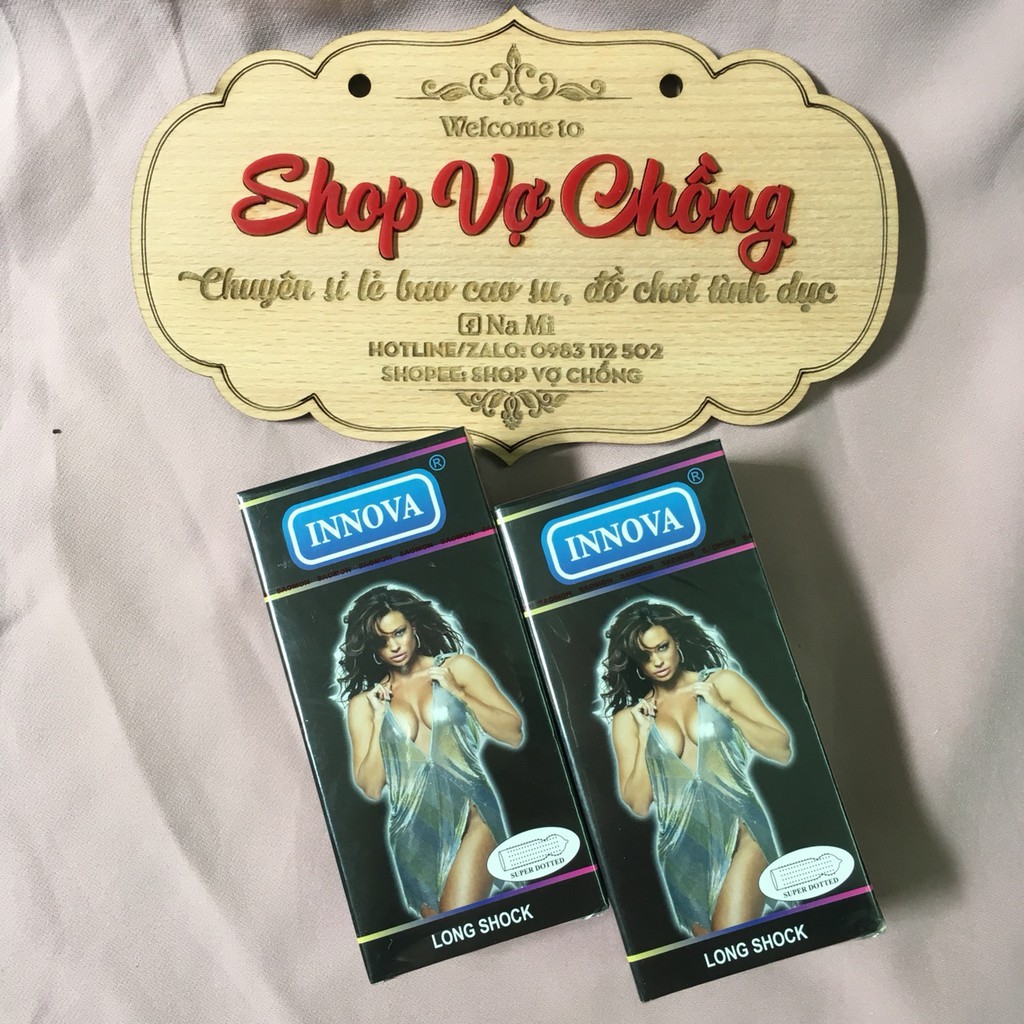 Welcome to
Shop Vợ Chồng
Chuyên sỉ lẻ bao cao su, đồ chơi tình dục
f Na Mi
HOTLINE/ZALO: 0983 112 502
SHOPEE: SHOP VỢ CHỒNG
INNOVA ®
SUPER DOTTED
LONG SHOCK
INNOVA ®
SUPER DOTTED
LONG SHOCK